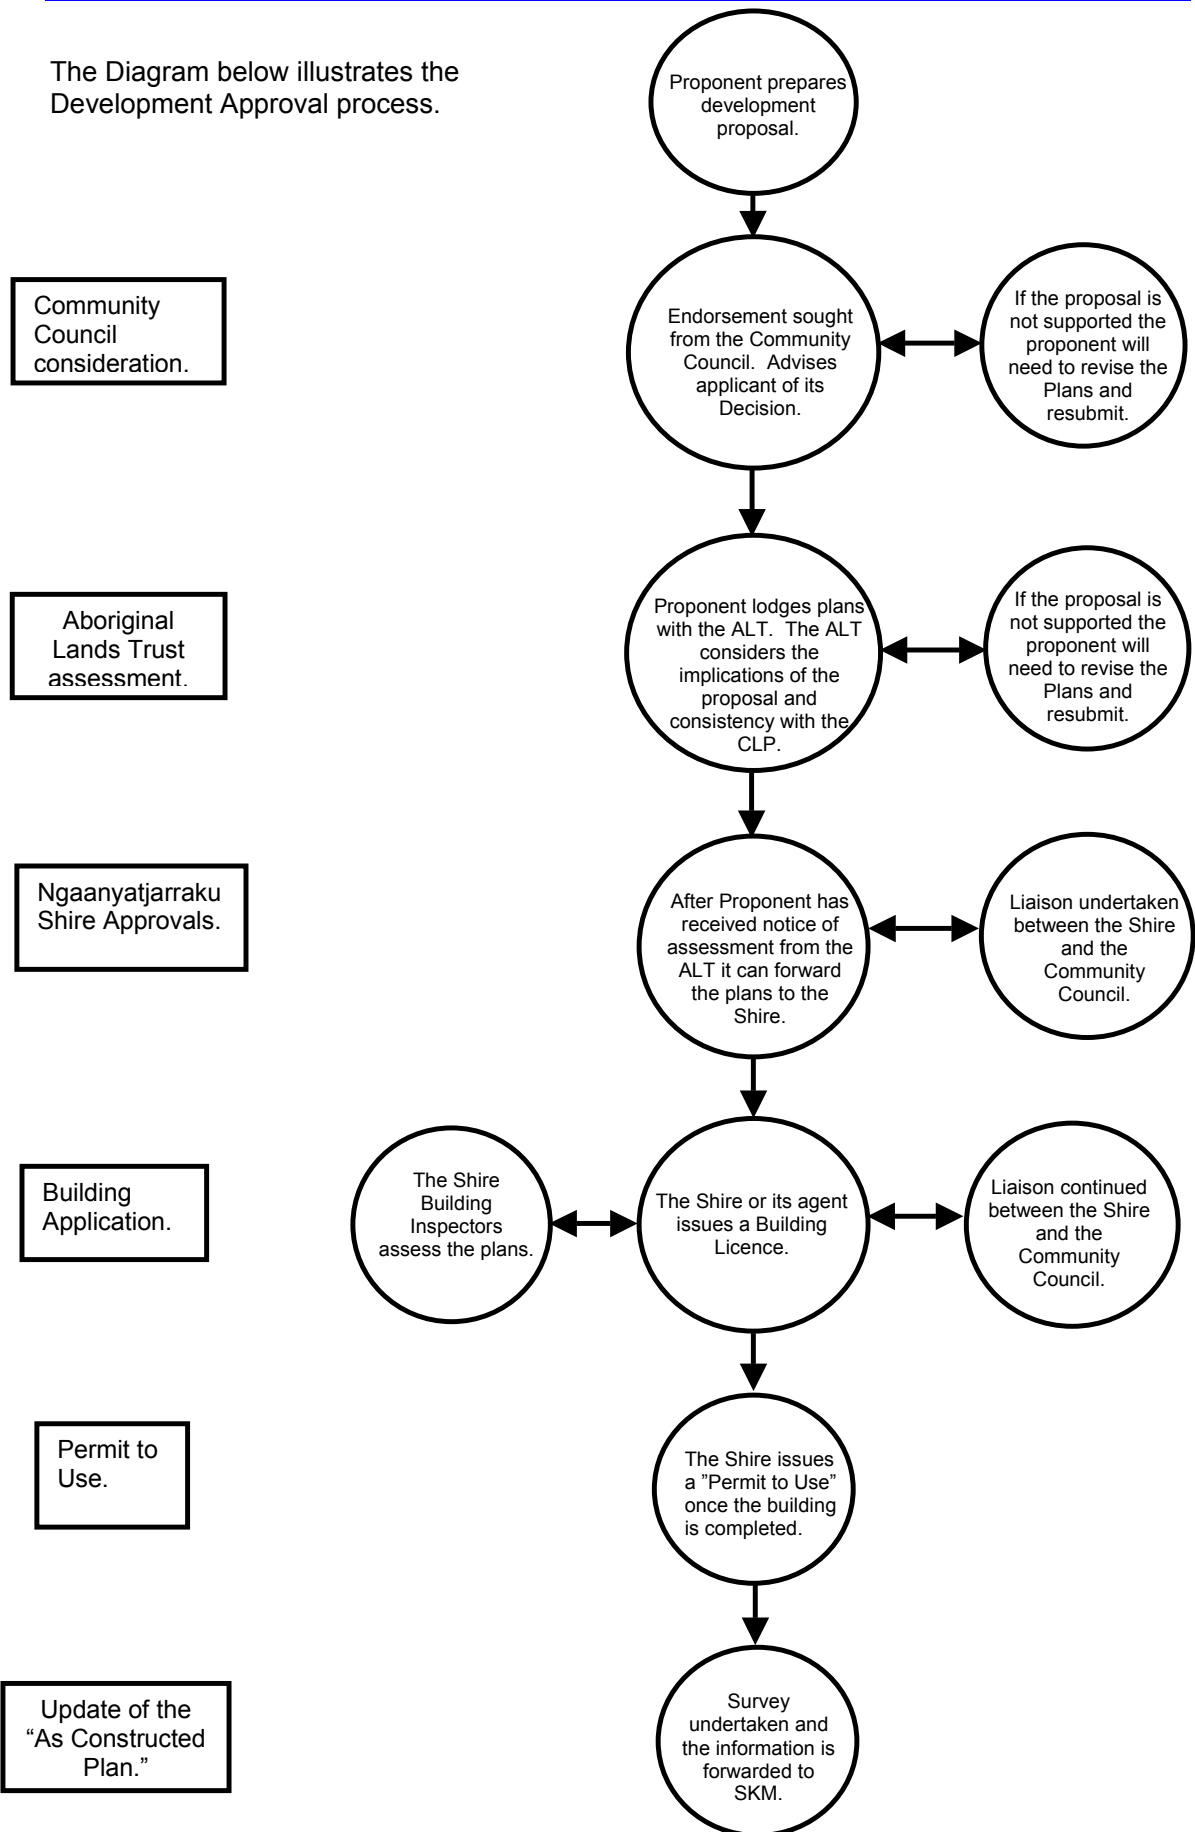 The Diagram below illustrates the
Development Approval process.
Proponent prepares
development
proposal.
Community
Council
consideration.
Endorsement sought
from the Community
Council.  Advises
applicant of its
Decision.
If the proposal is
not supported the
proponent will
need to revise the
Plans and
resubmit.
Aboriginal
Lands Trust
assessment.
Proponent lodges plans
with the ALT.  The ALT
considers the
implications of the
proposal and
consistency with the
CLP.
If the proposal is
not supported the
proponent will
need to revise the
Plans and
resubmit.
Ngaanyatjarraku
Shire Approvals.
After Proponent has
received notice of
assessment from the
ALT it can forward
the plans to the
Shire.
Liaison undertaken
between the Shire
and the
Community
Council.
Building
Application.
The Shire
Building
Inspectors
assess the plans.
The Shire or its agent
issues a Building
Licence.
Liaison continued
between the Shire
and the
Community
Council.
Permit to
Use.
The Shire issues
a ”Permit to Use”
once the building
is completed.
Update of the
“As Constructed
Plan.”
Survey
undertaken and
the information is
forwarded to
SKM.